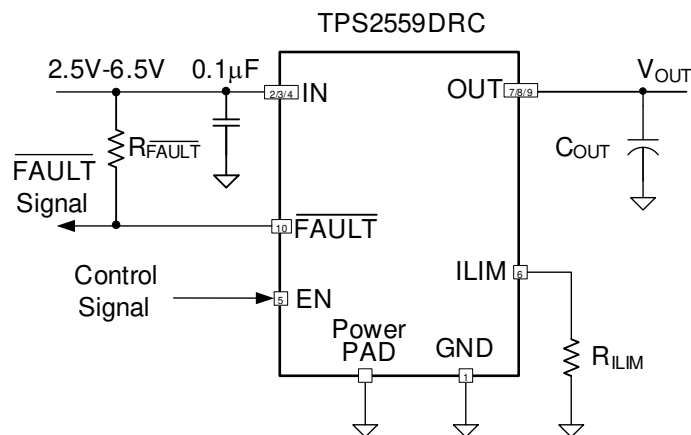 TPS2559DRC
2.5V-6.5V
0.1μF
2/3/4
IN
OUT
7/8/9
VOUT
RFAULT
COUT
FAULT
Signal
10
FAULT
ILIM
6
Control
Signal
5
EN
Power
PAD
GND
1
RILIM